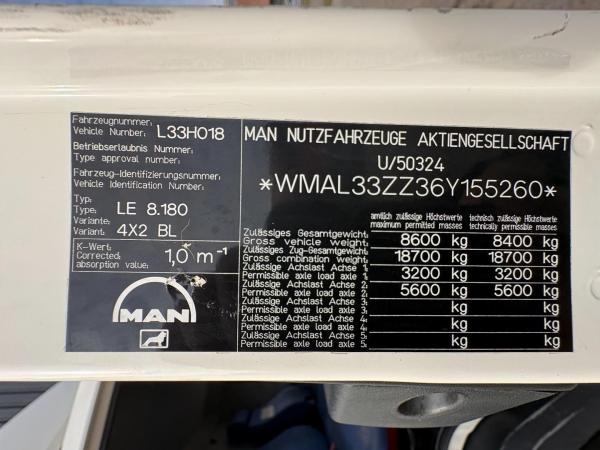 Fahrzeugnummer:
Vehicle Number: L33H018
Betriebserlaubnis Nummer:
Type approval number:
Fahrzeug-Identifizierungsnummer:
Vehicle Identification Number:
Typ:
Type: LE 8.180
Variante:
Variant: 4X2 BL
K-Wert:
Corrected absorption value: 1,0 m⁻¹
MAN
MAN NUTZFAHRZEUGE AKTIENGESELLSCHAFT
U/50324
*WMAL33ZZ36Y155260*
amtlich zulässige Höchstwerte technisch zulässige Höchstwerte
maximum permitted masses technically permissible masses
Zulässiges Gesamtgewicht:
Gross vehicle weight: 8600 kg 8400 kg
Zulässiges Zug-Gesamtgewicht:
Gross combination weight: 18700 kg 18700 kg
Zulässige Achslast Achse 1:
Permissible axle load axle 1: 3200 kg 3200 kg
Zulässige Achslast Achse 2:
Permissible axle load axle 2: 5600 kg 5600 kg
Zulässige Achslast Achse 3:
Permissible axle load axle 3: kg kg
Zulässige Achslast Achse 4:
Permissible axle load axle 4: kg kg
Zulässige Achslast Achse 5:
Permissible axle load axle 5: kg kg